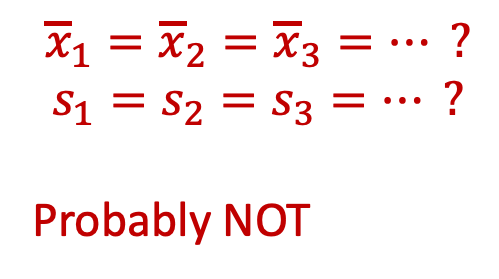 x̅₁ = x̅₂ = x̅₃ = ⋯ ?
s₁ = s₂ = s₃ = ⋯ ?
Probably NOT